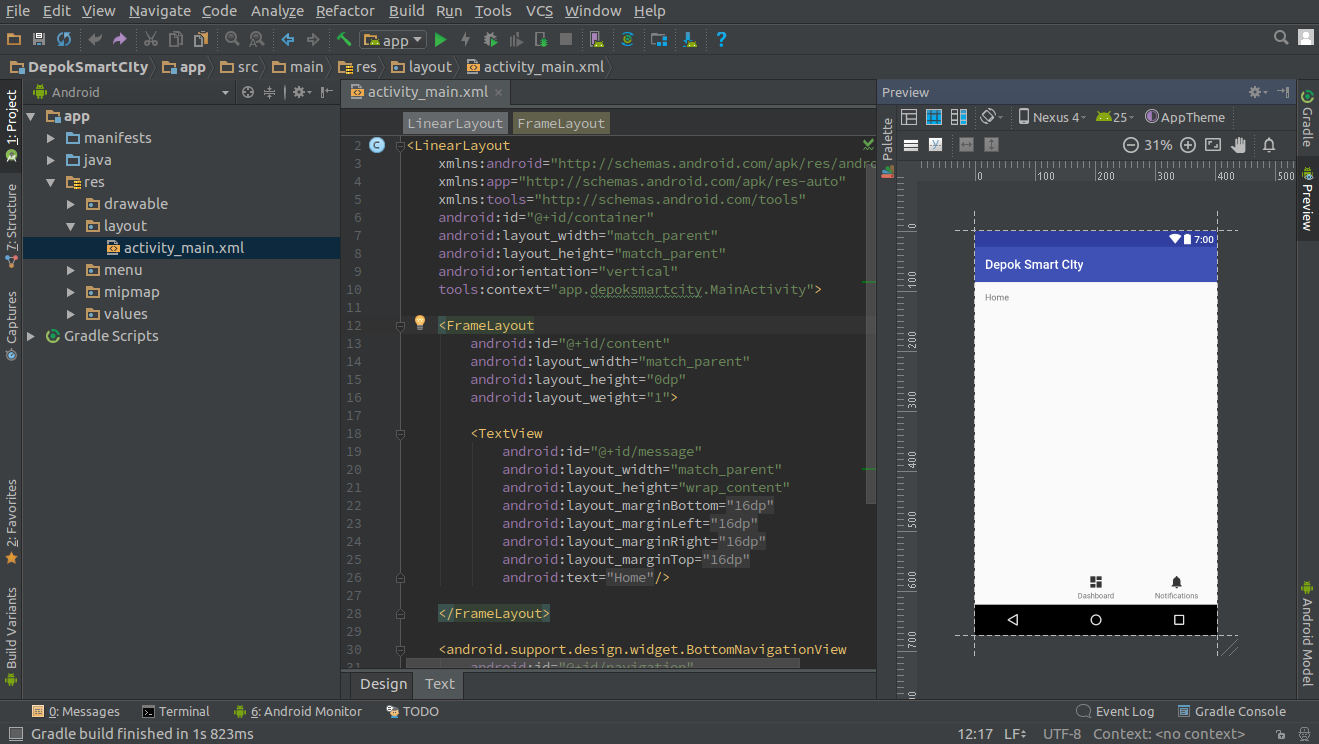 File Edit View Navigate Code Analyze Refactor Build Run Tools VCS Window Help
app
DepokSmartCIty app src main res layout activity_main.xml
Android
activity_main.xml
Preview
1: Project
7: Structure
Captures
2: Favorites
Build Variants
app
manifests
java
res
drawable
layout
activity_main.xml
menu
mipmap
values
Gradle Scripts
LinearLayout FrameLayout
2 <LinearLayout
3 xmlns:android="http://schemas.android.com/apk/res/andro
4 xmlns:app="http://schemas.android.com/apk/res-auto"
5 xmlns:tools="http://schemas.android.com/tools"
6 android:id="@+id/container"
7 android:layout_width="match_parent"
8 android:layout_height="match_parent"
9 android:orientation="vertical"
10 tools:context="app.depoksmartcity.MainActivity">
11
12 <FrameLayout
13 android:id="@+id/content"
14 android:layout_width="match_parent"
15 android:layout_height="0dp"
16 android:layout_weight="1">
17
18 <TextView
19 android:id="@+id/message"
20 android:layout_width="match_parent"
21 android:layout_height="wrap_content"
22 android:layout_marginBottom="16dp"
23 android:layout_marginLeft="16dp"
24 android:layout_marginRight="16dp"
25 android:layout_marginTop="16dp"
26 android:text="Home"/>
27
28 </FrameLayout>
29
30 <android.support.design.widget.BottomNavigationView
31 android:id="@+id/navigation"
Design Text
Palette
Nexus 4 25 AppTheme
31%
0 100 200 300 400 500
0
100
200
300
400
500
600
700
7:00
Depok Smart CIty
Home
Dashboard Notifications
Gradle
Preview
Android Model
0: Messages Terminal 6: Android Monitor TODO Event Log Gradle Console
Gradle build finished in 1s 823ms 12:17 LF UTF-8 Context: <no context>